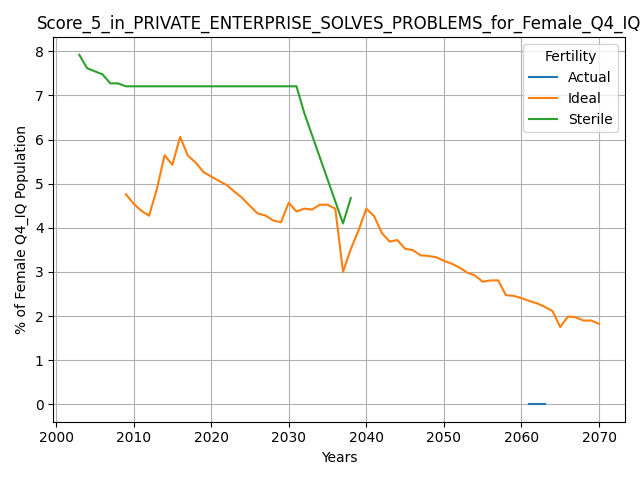 Score_5_in_PRIVATE_ENTERPRISE_SOLVES_PROBLEMS_for_Female_Q4_IQ
Fertility
Actual
Ideal
Sterile
% of Female Q4_IQ Population
8
7
6
5
4
3
2
1
0
2000 2010 2020 2030 2040 2050 2060 2070
Years